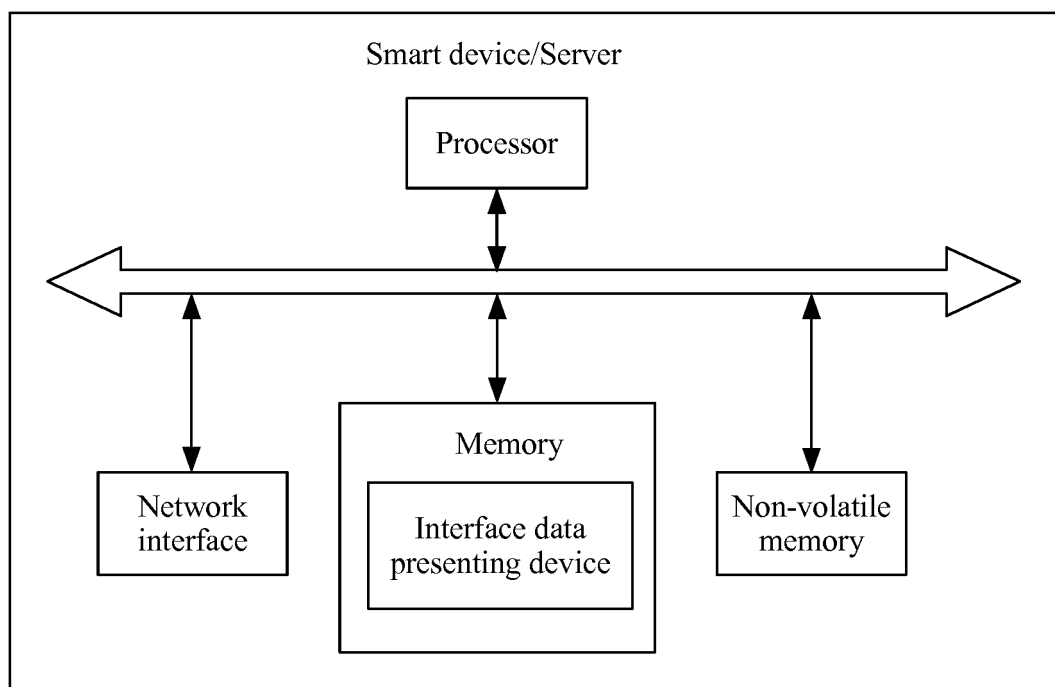 Smart device/Server
Processor
Memory
Network
interface
Interface data
presenting device
Non-volatile
memory